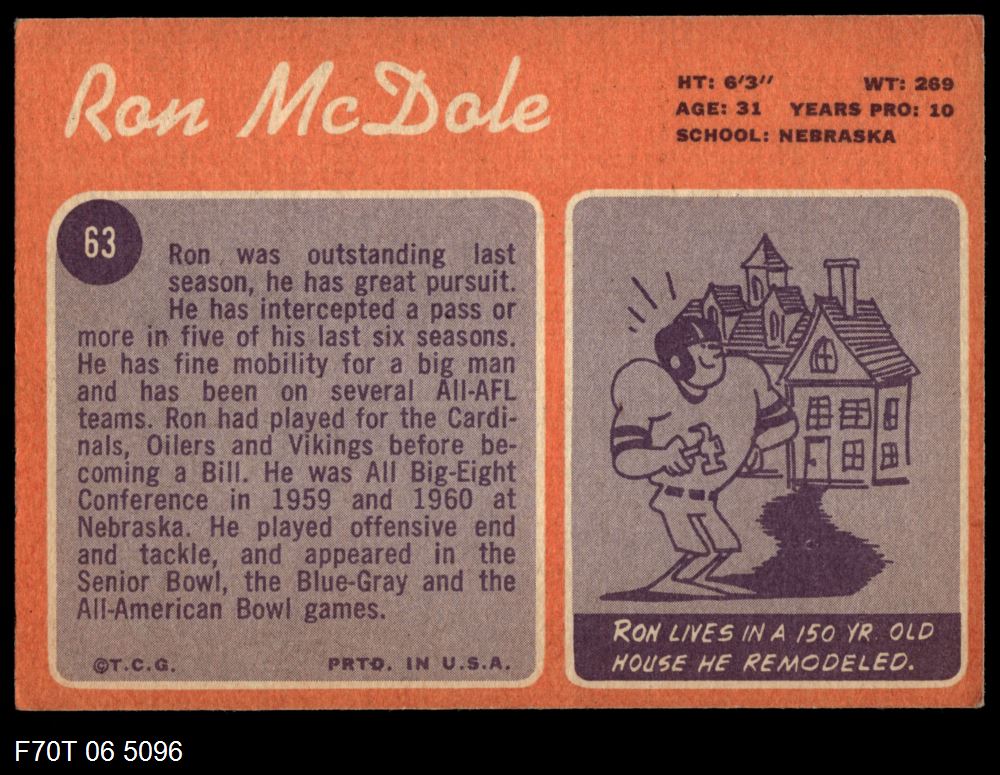 Ron McDole
HT: 6'3" WT: 269
AGE: 31 YEARS PRO: 10
SCHOOL: NEBRASKA
63
Ron was outstanding last
season, he has great pursuit.
He has intercepted a pass or
more in five of his last six seasons.
He has fine mobility for a big man
and has been on several All-AFL
teams. Ron had played for the Cardi-
nals, Oilers and Vikings before be-
coming a Bill. He was All Big-Eight
Conference in 1959 and 1960 at
Nebraska. He played offensive end
and tackle, and appeared in the
Senior Bowl, the Blue-Gray and the
All-American Bowl games.
©T.C.G. PRTD. IN U.S.A.
RON LIVES IN A 150 YR. OLD
HOUSE HE REMODELED.
F70T 06 5096